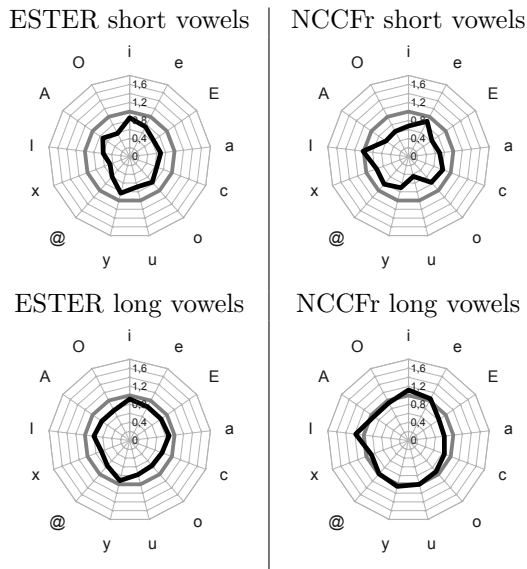 ESTER short vowels
i
e
E
a
c
o
u
y
@
x
I
A
O
1,6
1,2
0,8
0,4
0
NCCFr short vowels
i
e
E
a
c
o
u
y
@
x
I
A
O
1,6
1,2
0,8
0,4
0
ESTER long vowels
i
e
E
a
c
o
u
y
@
x
I
A
O
1,6
1,2
0,8
0,4
0
NCCFr long vowels
i
e
E
a
c
o
u
y
@
x
I
A
O
1,6
1,2
0,8
0,4
0